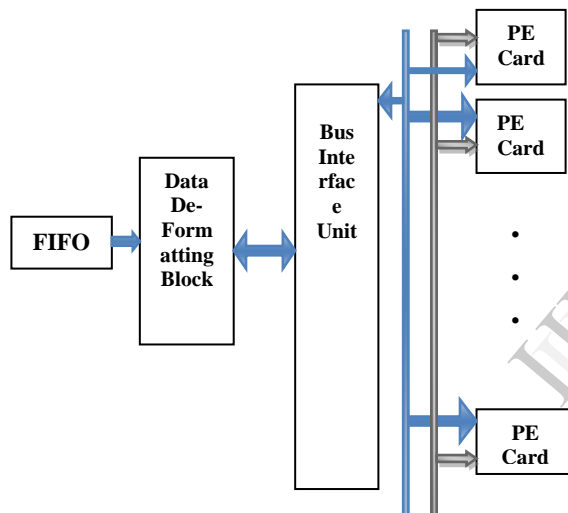 PE
Card
PE
Card
Bus
Inte
rfac
e
Unit
Data
De-
Form
atting
Block
FIFO
PE
Card